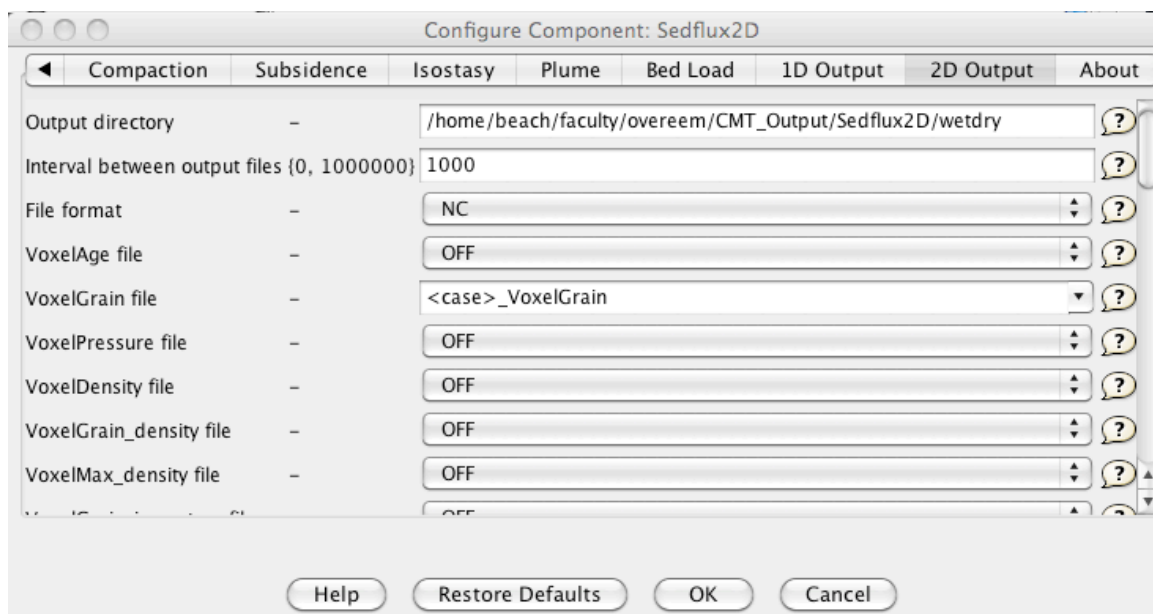 Configure Component: Sedflux2D
◀ Compaction Subsidence Isostasy Plume Bed Load 1D Output 2D Output About
Output directory – /home/beach/faculty/overeem/CMT_Output/Sedflux2D/wetdry ?
Interval between output files {0, 1000000} 1000 ?
File format – NC ?
VoxelAge file – OFF ?
VoxelGrain file – <case>_VoxelGrain ?
VoxelPressure file – OFF ?
VoxelDensity file – OFF ?
VoxelGrain_density file – OFF ?
VoxelMax_density file – OFF ?
OFF
Help Restore Defaults OK Cancel